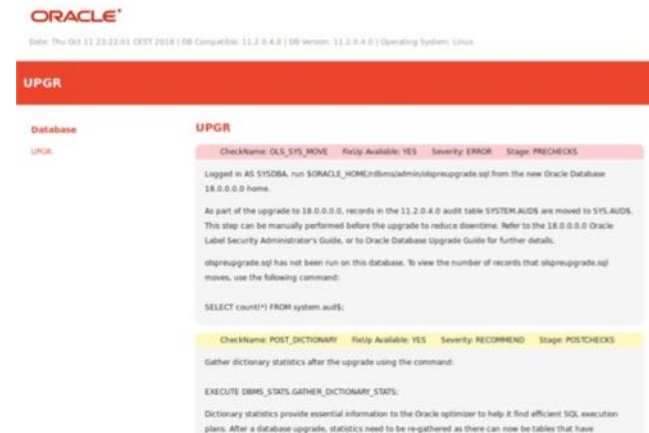 ORACLE
Date: Thu Oct 11 23:22:01 CEST 2018 | DB Compatible: 11.2.0.4.0 | DB Version: 11.2.0.4.0 | Operating System: Linux
UPGR
Database
UPGR
UPGR
CheckName: OLS_SYS_MOVE FixUp Available: YES Severity: ERROR Stage: PRECHECKS
Logged in AS SYSDBA, run $ORACLE_HOME/rdbms/admin/olspreupgrade.sql from the new Oracle Database
18.0.0.0.0 home.
As part of the upgrade to 18.0.0.0.0, records in the 11.2.0.4.0 audit table SYSTEM.AUD$ are moved to SYS.AUD$.
This step can be manually performed before the upgrade to reduce downtime. Refer to the 18.0.0.0.0 Oracle
Label Security Administrator's Guide, or to Oracle Database Upgrade Guide for further details.
olspreupgrade.sql has not been run on this database. To view the number of records that olspreupgrade.sql
moves, use the following command:
SELECT count(*) FROM system.aud$;
CheckName: POST_DICTIONARY FixUp Available: YES Severity: RECOMMEND Stage: POSTCHECKS
Gather dictionary statistics after the upgrade using the command:
EXECUTE DBMS_STATS.GATHER_DICTIONARY_STATS;
Dictionary statistics provide essential information to the Oracle optimizer to help it find efficient SQL execution
plans. After a database upgrade, statistics need to be re-gathered as there can now be tables that have